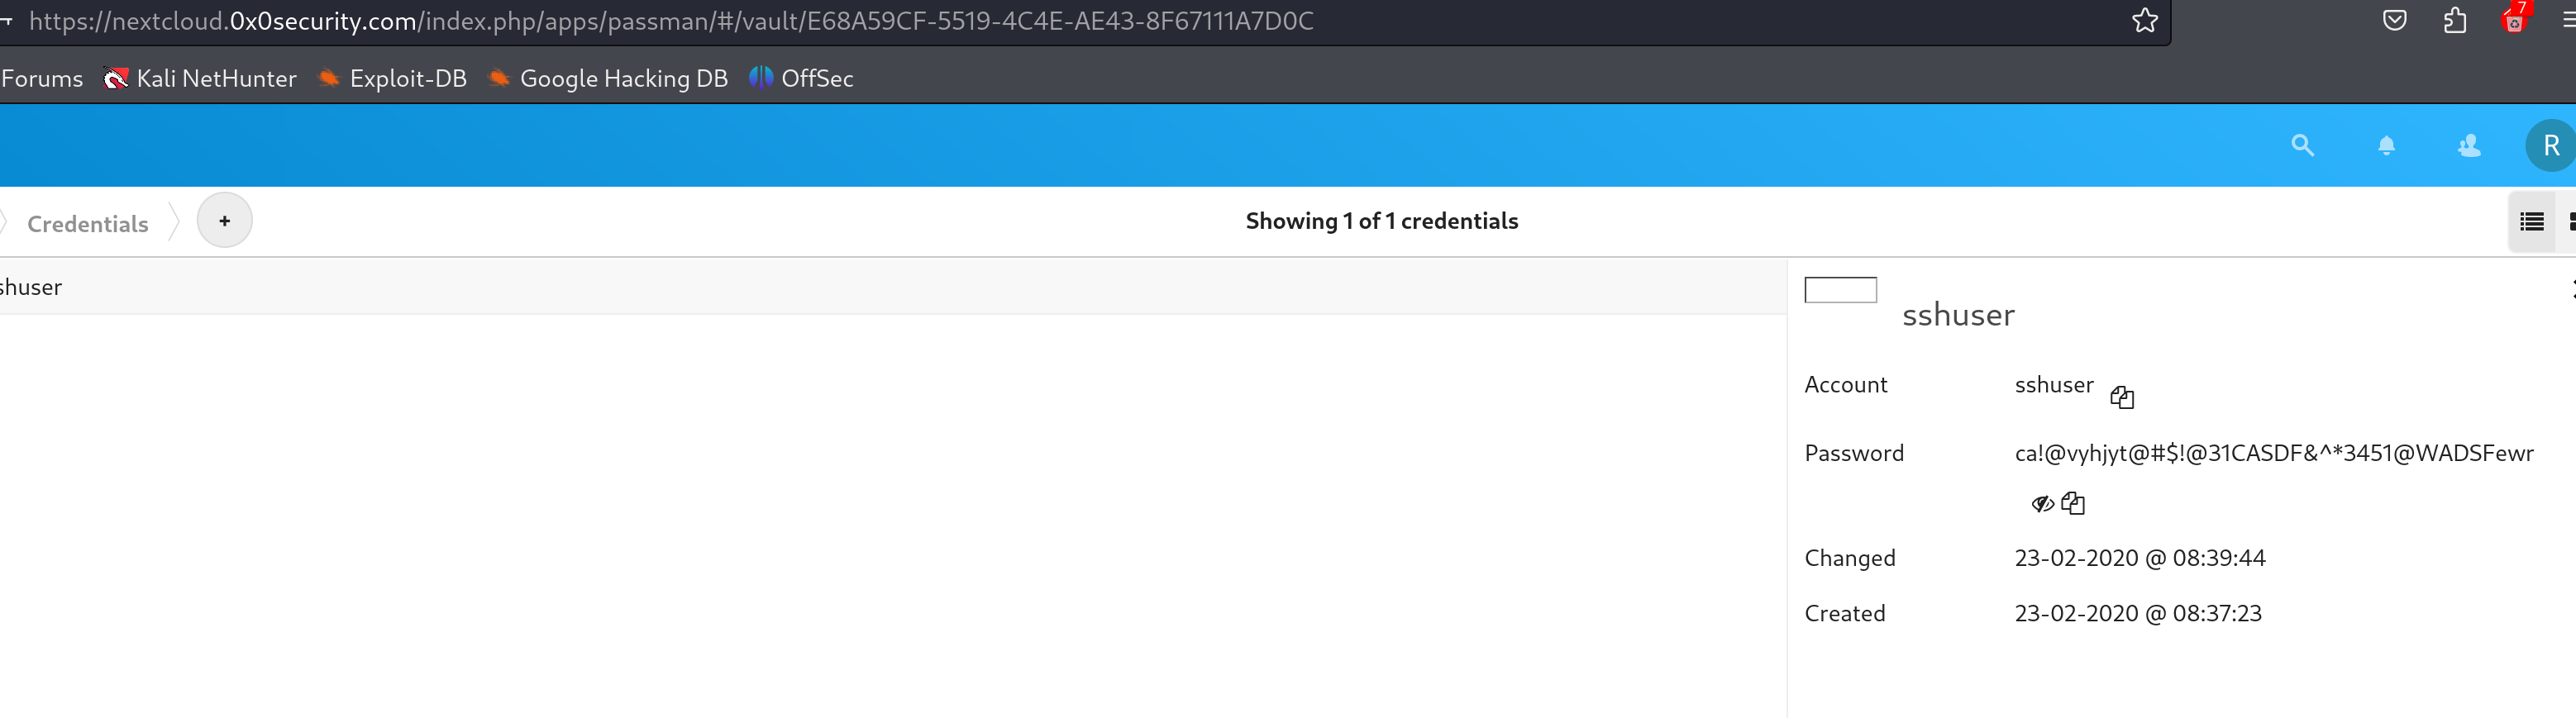 https://nextcloud.0x0security.com/index.php/apps/passman/#/vault/E68A59CF-5519-4C4E-AE43-8F67111A7D0C
7
Forums Kali NetHunter Exploit-DB Google Hacking DB OffSec
R
Credentials + Showing 1 of 1 credentials
shuser
sshuser
Account sshuser
Password ca!@vyhjyt@#$!@31CASDF&^*3451@WADSFewr
Changed 23-02-2020 @ 08:39:44
Created 23-02-2020 @ 08:37:23